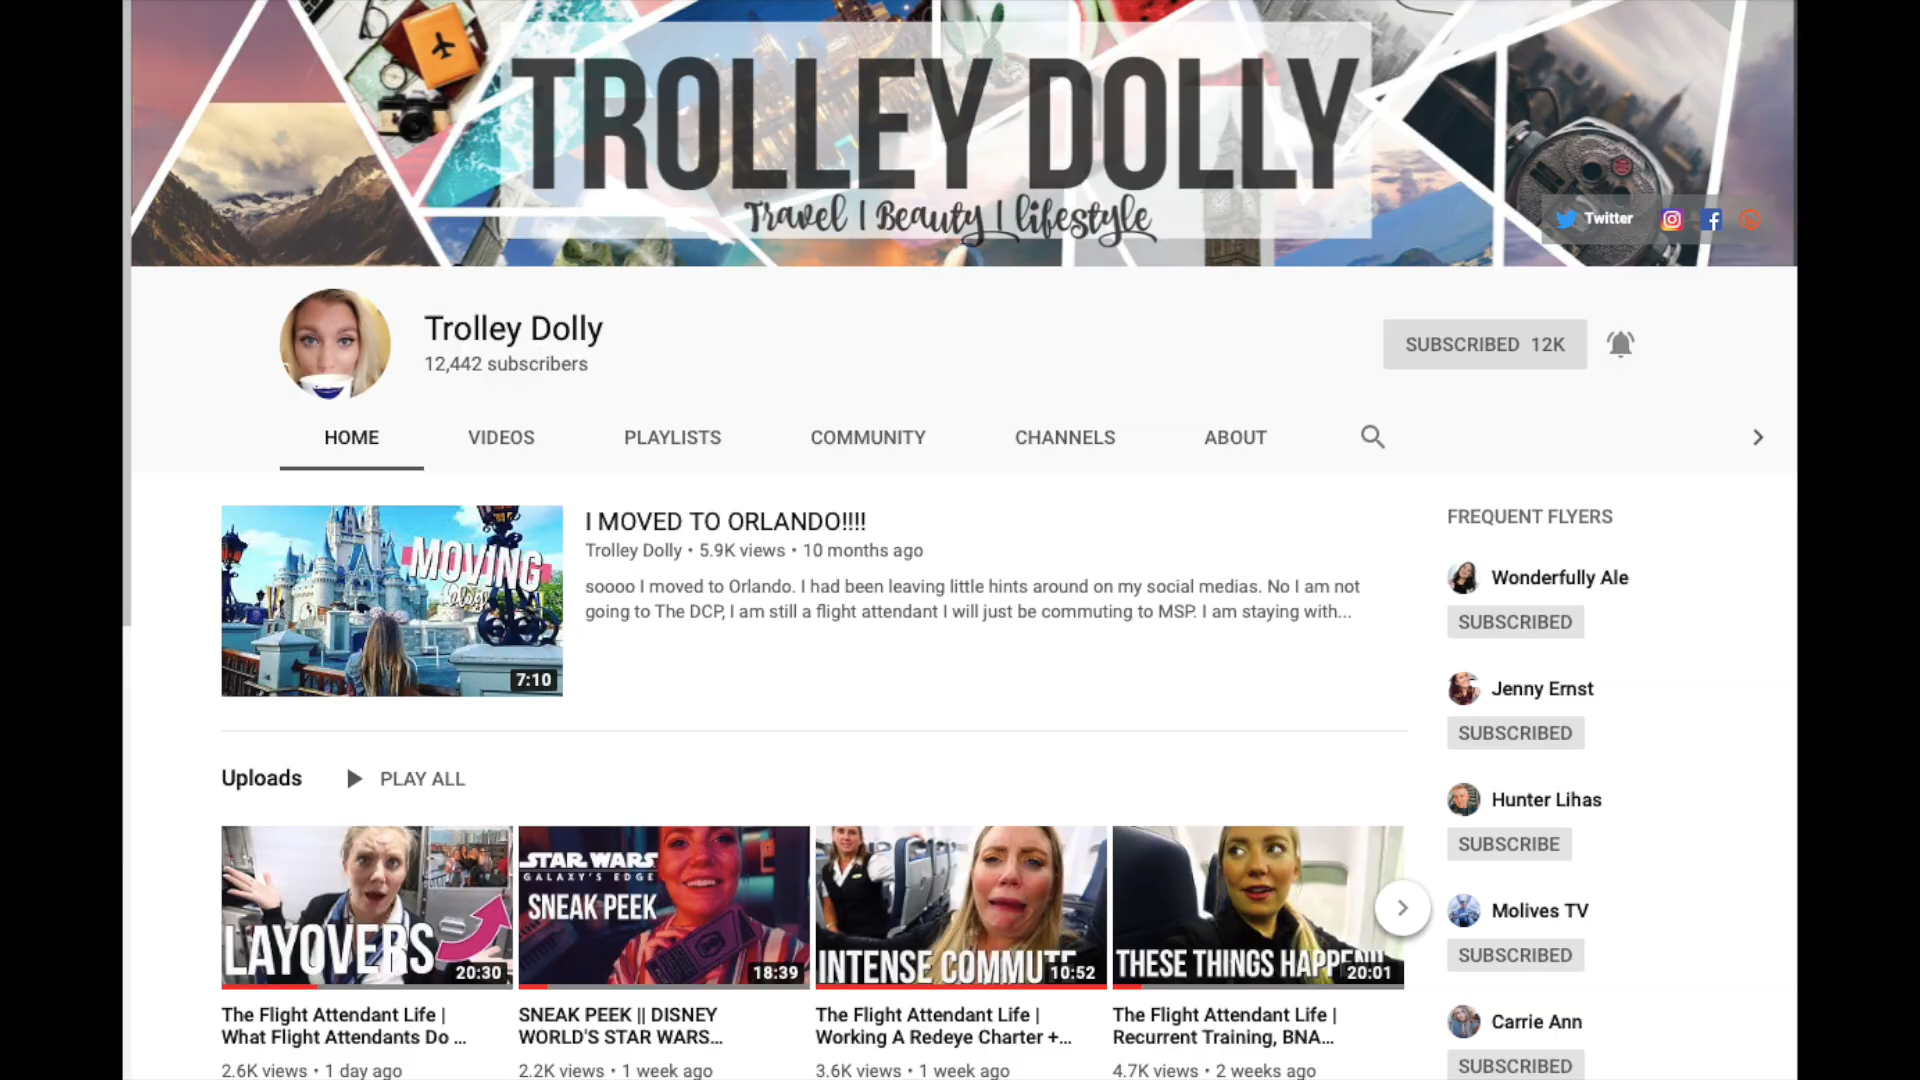 TROLLEY DOLLY
Travel | Beauty | lifestyle
Twitter
Trolley Dolly
12,442 subscribers
SUBSCRIBED 12K
HOME VIDEOS PLAYLISTS COMMUNITY CHANNELS ABOUT
MOVING
vlog
7:10
I MOVED TO ORLANDO!!!!
Trolley Dolly • 5.9K views • 10 months ago
soooo I moved to Orlando. I had been leaving little hints around on my social medias. No I am not
going to The DCP, I am still a flight attendant I will just be commuting to MSP. I am staying with...
FREQUENT FLYERS
Wonderfully Ale
SUBSCRIBED
Jenny Ernst
SUBSCRIBED
Hunter Lihas
SUBSCRIBE
Molives TV
SUBSCRIBED
Carrie Ann
SUBSCRIBED
Uploads PLAY ALL
LAYOVERS
20:30
The Flight Attendant Life |
What Flight Attendants Do ...
2.6K views • 1 day ago
STAR WARS
GALAXY'S EDGE
SNEAK PEEK
18:39
SNEAK PEEK || DISNEY
WORLD'S STAR WARS...
2.2K views • 1 week ago
INTENSE COMMUTE
10:52
The Flight Attendant Life |
Working A Redeye Charter +...
3.6K views • 1 week ago
THESE THINGS HAPPEN!!
20:01
The Flight Attendant Life |
Recurrent Training, BNA...
4.7K views • 2 weeks ago